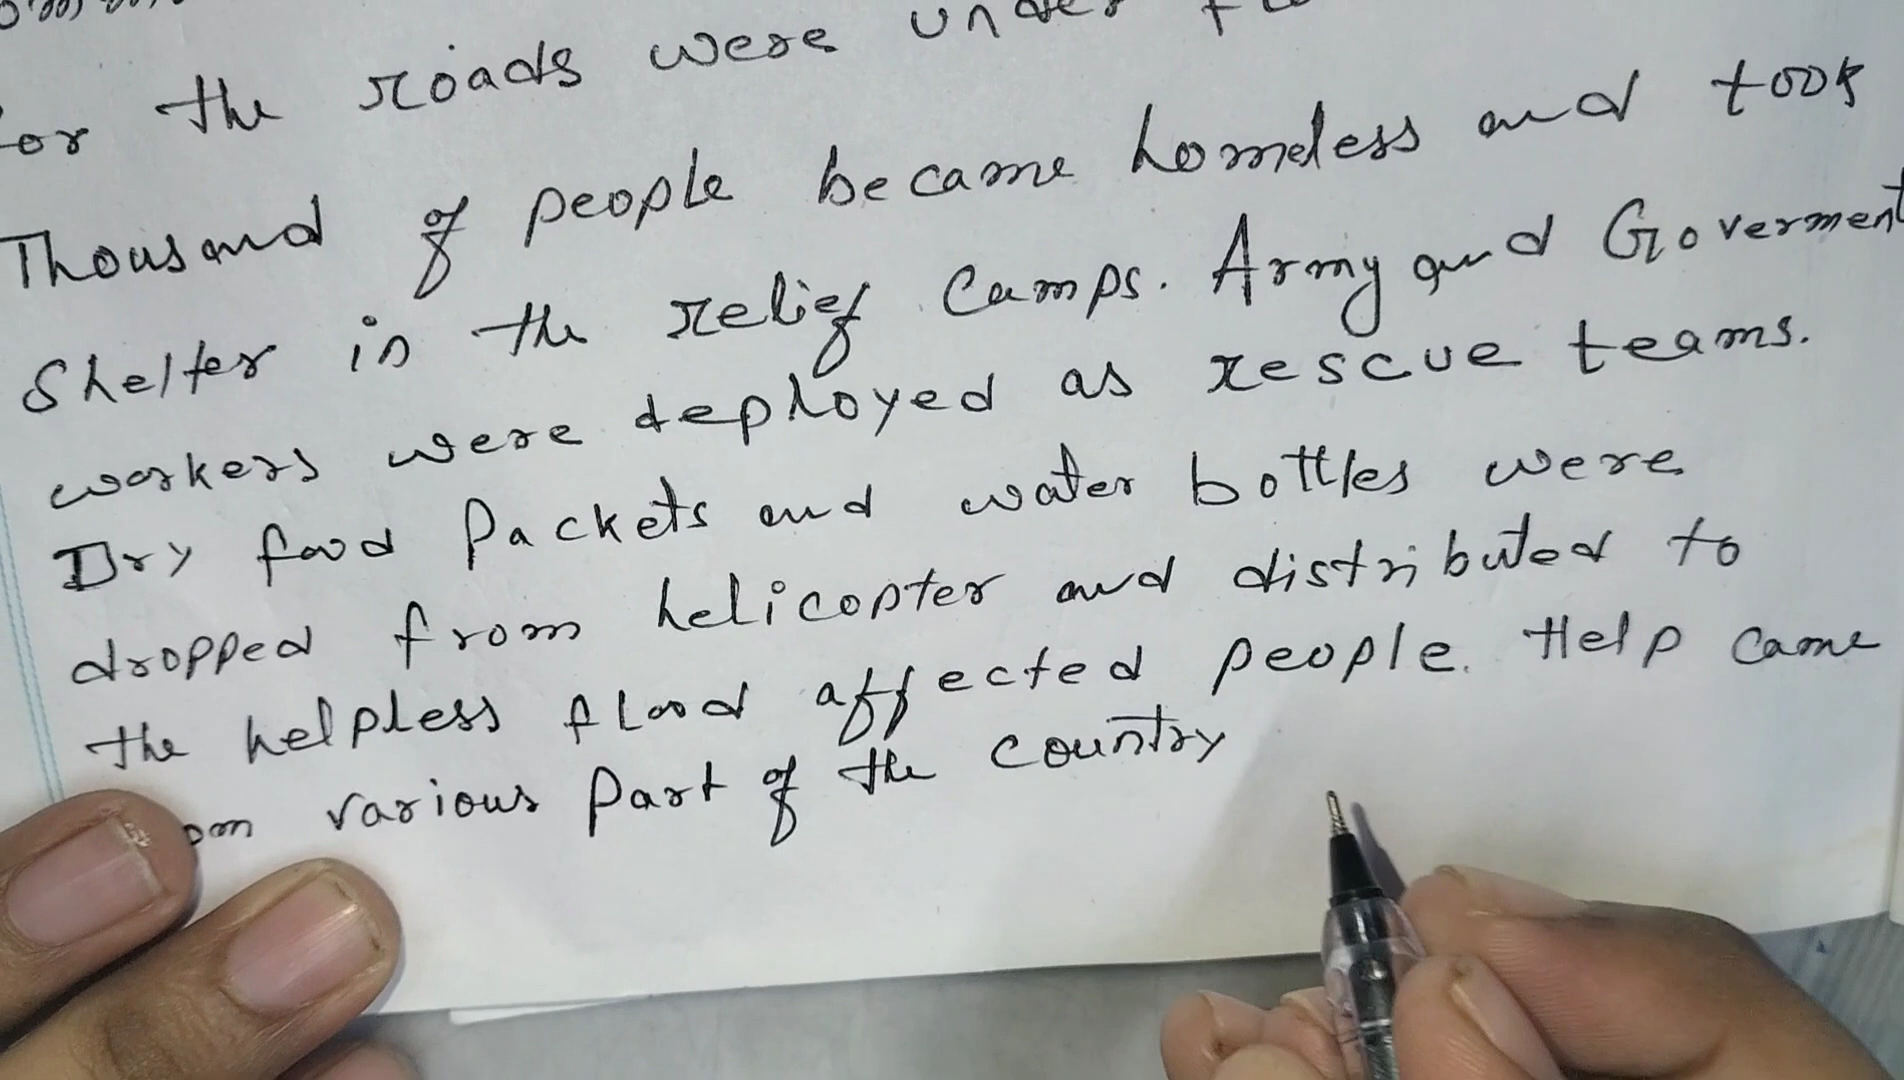 for the roads were under
Thousand of people became homeless and took
Shelter in the relief camps. Army and Goverment
workers were deployed as rescue teams.
Dry food Packets and water bottles were
dropped from helicopter and distributed to
the helpless flood affected people. Help came
various Part of the country